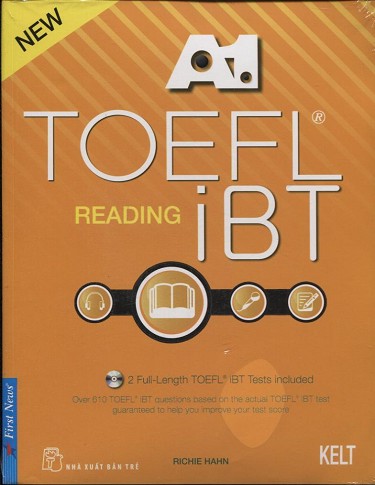 NEW
A1.
TOEFL®
READING
iBT
2 Full-Length TOEFL® iBT Tests included
Over 610 TOEFL® iBT questions based on the actual TOEFL® iBT test
guaranteed to help you improve your test score
First News
NHÀ XUẤT BẢN TRẺ
RICHIE HAHN
KELT